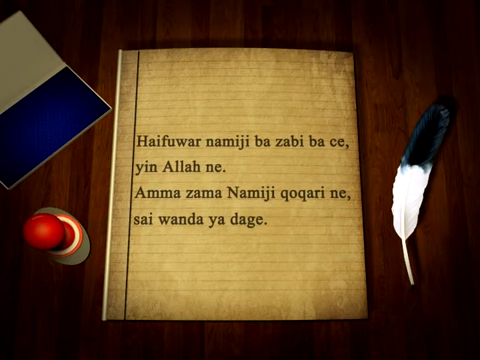 Haifuwar namiji ba zabi ba ce,
yin Allah ne.
Amma zama Namiji qoqari ne,
sai wanda ya dage.